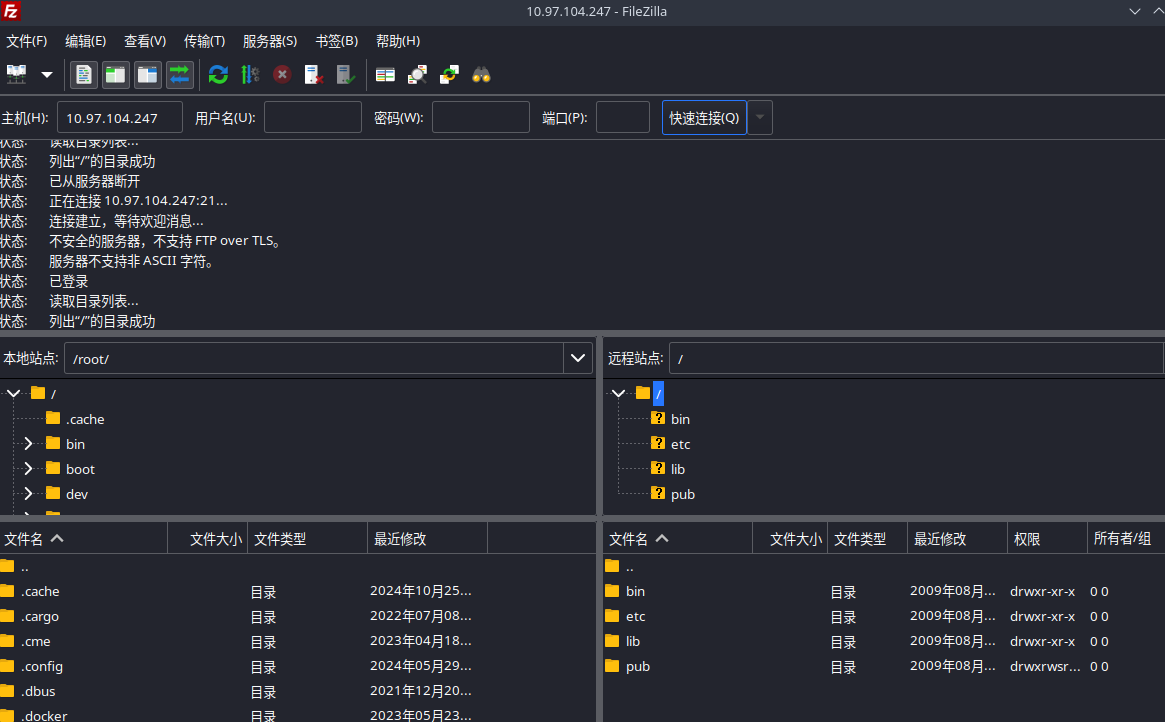 10.97.104.247 - FileZilla
文件(F) 编辑(E) 查看(V) 传输(T) 服务器(S) 书签(B) 帮助(H)
主机(H): 10.97.104.247 用户名(U): 密码(W): 端口(P): 快速连接(Q)
状态: 读取目录列表...
状态: 列出“/”的目录成功
状态: 已从服务器断开
状态: 正在连接 10.97.104.247:21...
状态: 连接建立，等待欢迎消息...
状态: 不安全的服务器，不支持 FTP over TLS。
状态: 服务器不支持非 ASCII 字符。
状态: 已登录
状态: 读取目录列表...
状态: 列出“/”的目录成功
本地站点: /root/
/
.cache
bin
boot
dev
文件名 文件大小 文件类型 最近修改
..
.cache 目录 2024年10月25...
.cargo 目录 2022年07月08...
.cme 目录 2023年04月18...
.config 目录 2024年05月29...
.dbus 目录 2021年12月20...
.docker 目录 2023年05月23...
远程站点: /
/
bin
etc
lib
pub
文件名 文件大小 文件类型 最近修改 权限 所有者/组
..
bin 目录 2009年08月... drwxr-xr-x 0 0
etc 目录 2009年08月... drwxr-xr-x 0 0
lib 目录 2009年08月... drwxr-xr-x 0 0
pub 目录 2009年08月... drwxrwsr... 0 0